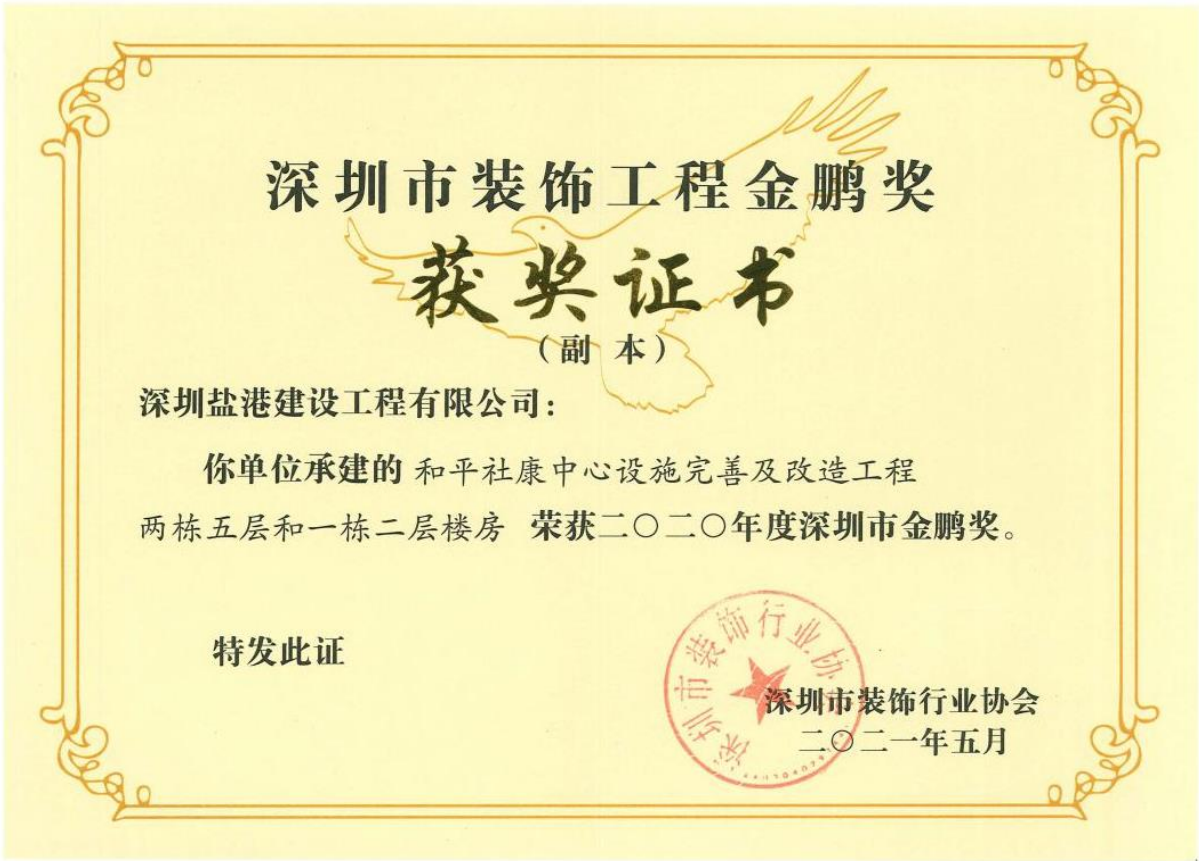 深圳市装饰工程金鹏奖
获奖证书
（副 本）
深圳盐港建设工程有限公司：
你单位承建的 和平社康中心设施完善及改造工程
两栋五层和一栋二层楼房 荣获二〇二〇年度深圳市金鹏奖。
特发此证
深圳市装饰行业协会
深圳市装饰行业协会
二〇二一年五月